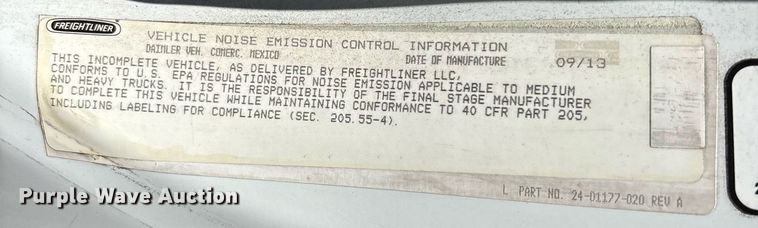 FREIGHTLINER
VEHICLE NOISE EMISSION CONTROL INFORMATION
DAIMLER VEH. COMERC. MEXICO DATE OF MANUFACTURE 09/13
THIS INCOMPLETE VEHICLE, AS DELIVERED BY FREIGHTLINER LLC,
CONFORMS TO U.S. EPA REGULATIONS FOR NOISE EMISSION APPLICABLE TO MEDIUM
AND HEAVY TRUCKS. IT IS THE RESPONSIBILITY OF THE FINAL STAGE MANUFACTURER
TO COMPLETE THIS VEHICLE WHILE MAINTAINING CONFORMANCE TO 40 CFR PART 205,
INCLUDING LABELING FOR COMPLIANCE (SEC. 205.55-4).
L PART NO. 24-01177-020 REV A
Purple Wave Auction